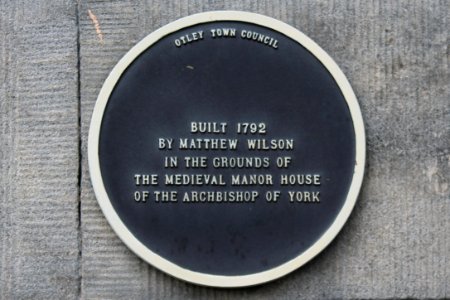 OTLEY TOWN COUNCIL
BUILT 1792
BY MATTHEW WILSON
IN THE GROUNDS OF
THE MEDIEVAL MANOR HOUSE
OF THE ARCHBISHOP OF YORK